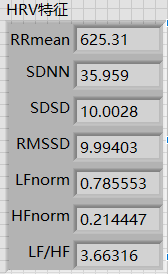 HRV特征
RRmean 625.31
SDNN 35.959
SDSD 10.0028
RMSSD 9.99403
LFnorm 0.785553
HFnorm 0.214447
LF/HF 3.66316